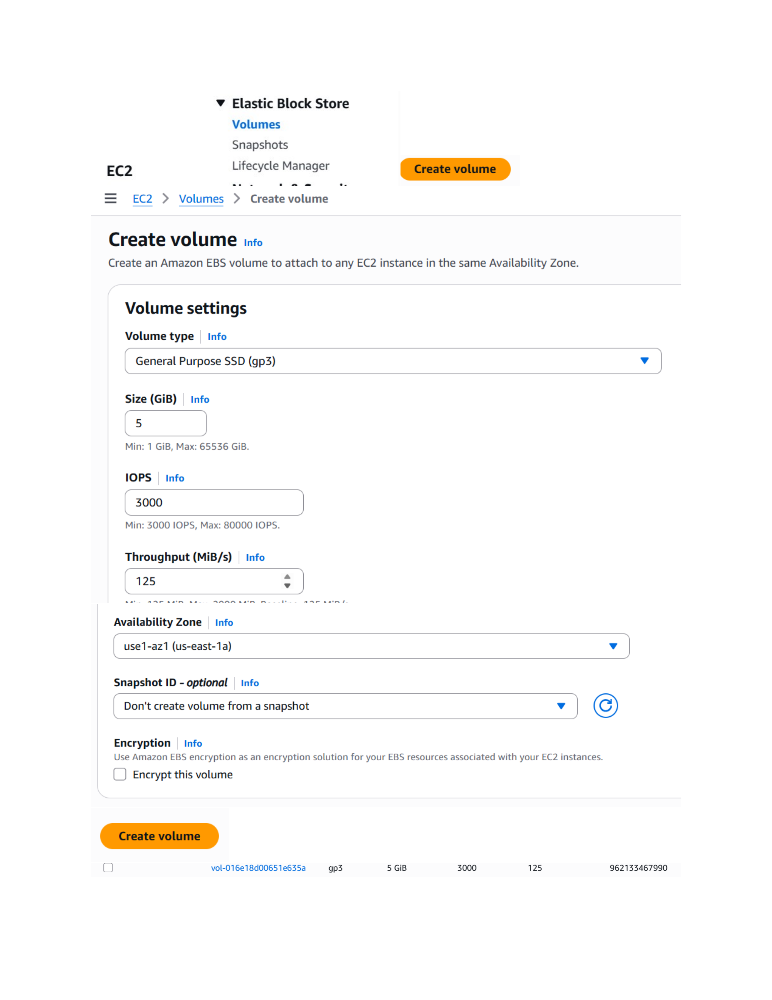 Elastic Block Store
Volumes
Snapshots
Lifecycle Manager
EC2
Create volume
EC2 > Volumes > Create volume
Create volume Info
Create an Amazon EBS volume to attach to any EC2 instance in the same Availability Zone.
Volume settings
Volume type Info
General Purpose SSD (gp3)
Size (GiB) Info
5
Min: 1 GiB, Max: 65536 GiB.
IOPS Info
3000
Min: 3000 IOPS, Max: 80000 IOPS.
Throughput (MiB/s) Info
125
Availability Zone Info
use1-az1 (us-east-1a)
Snapshot ID - optional Info
Don't create volume from a snapshot
Encryption Info
Use Amazon EBS encryption as an encryption solution for your EBS resources associated with your EC2 instances.
Encrypt this volume
Create volume
vol-016e18d00651e635a gp3 5 GiB 3000 125 962133467990